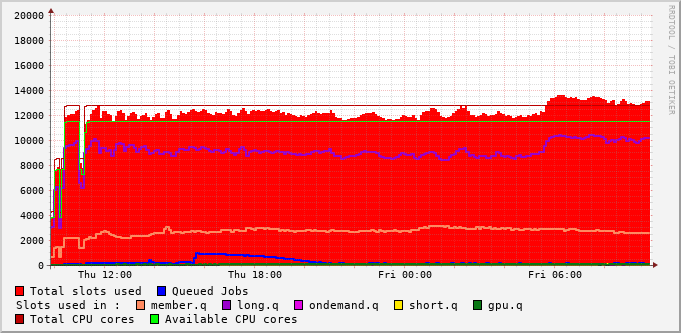 20000
18000
16000
14000
12000
10000
8000
6000
4000
2000
0
Thu 12:00 Thu 18:00 Fri 00:00 Fri 06:00
RRDTOOL / TOBI OETIKER
Total slots used Queued Jobs
Slots used in : member.q long.q ondemand.q short.q gpu.q
Total CPU cores Available CPU cores